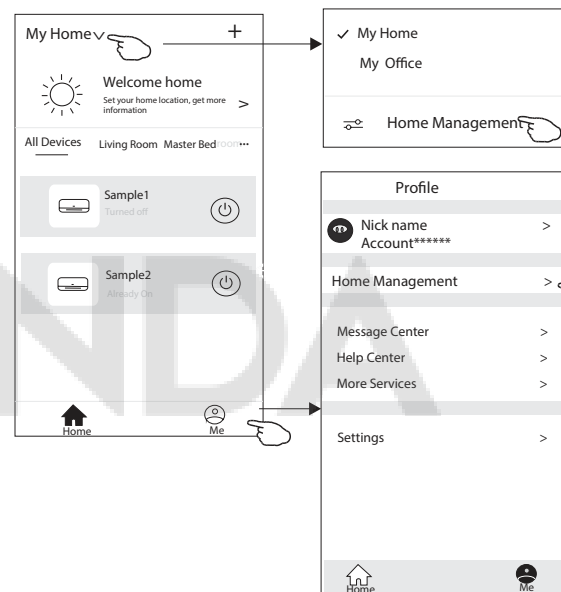 My Home
+
Welcome home
Set your home location, get more
information
>
All Devices Living Room Master Bedroom ...
Sample1
Turned off
Sample2
Already On
Home
Me
My Home
My Office
Home Management
Profile
Nick name >
Account******
Home Management >
Message Center >
Help Center >
More Services >
Settings >
Home
Me